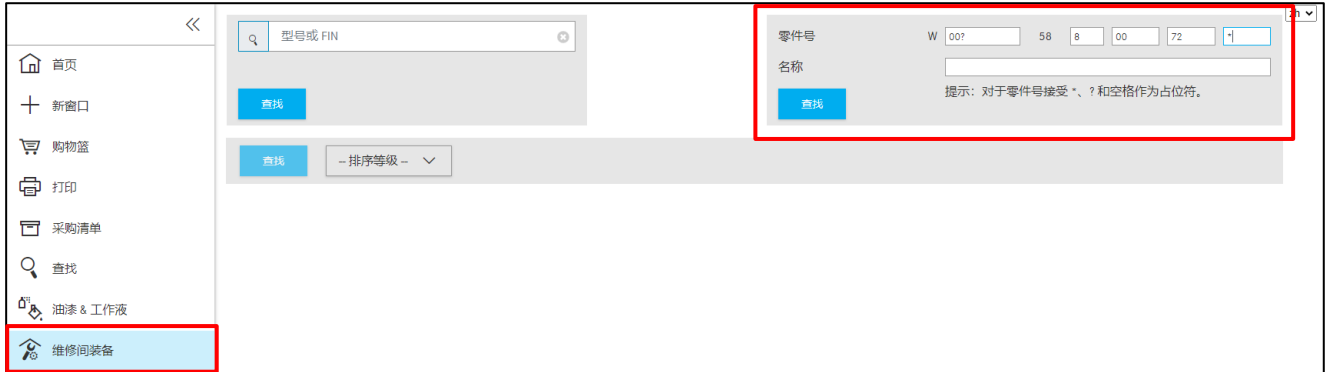 «
首页
新窗口
购物篮
打印
采购清单
查找
油漆 & 工作液
维修间装备
型号或 FIN
查找
查找
-- 排序等级 --
零件号 W 00? 58 8 00 72 *
名称
提示：对于零件号接受 *、? 和空格作为占位符。
查找
zh